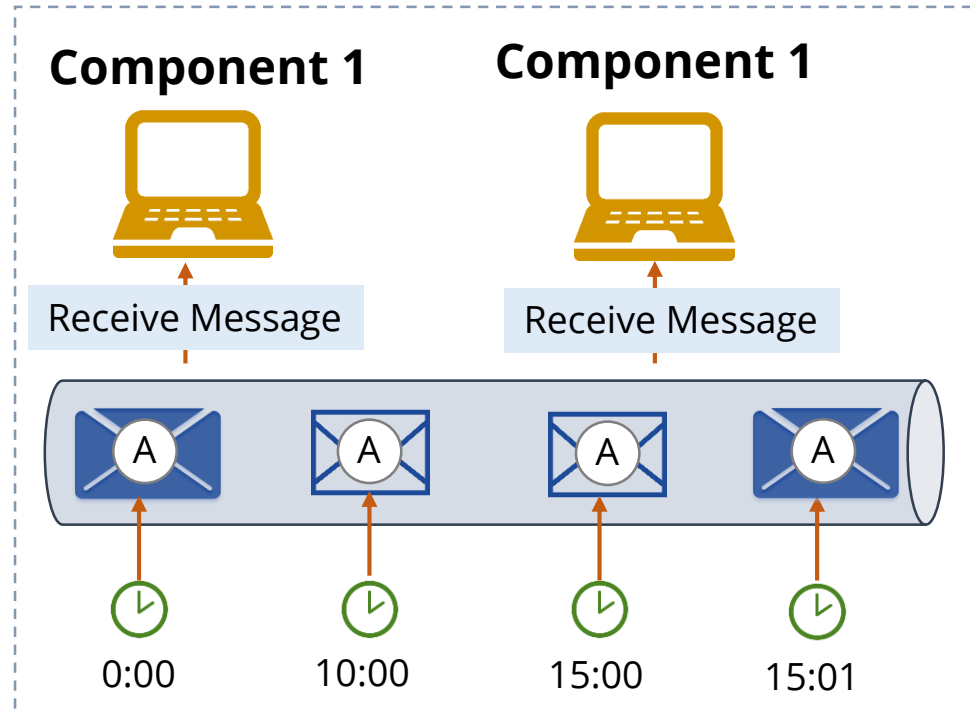 Component 1
Component 1
Receive Message
Receive Message
A
A
A
A
0:00
10:00
15:00
15:01